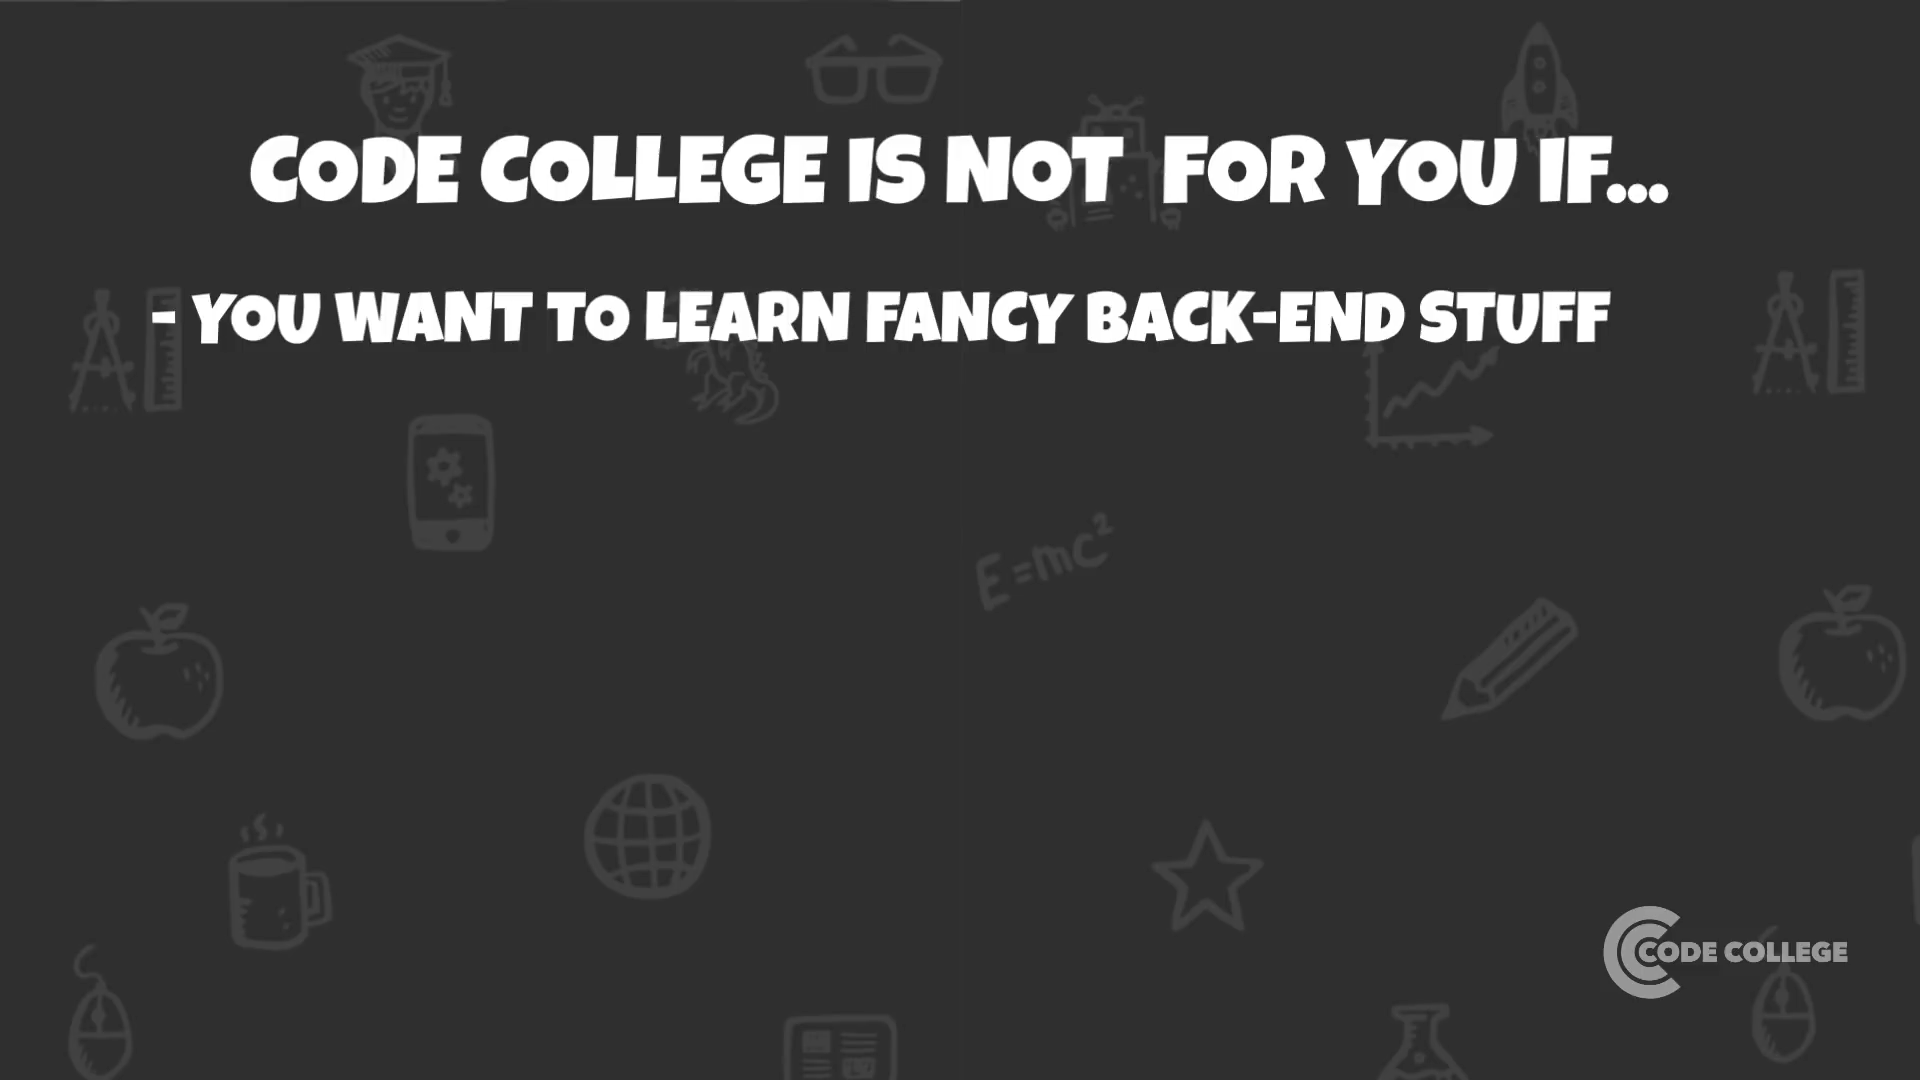 CODE COLLEGE IS NOT FOR YOU IF...
- YOU WANT TO LEARN FANCY BACK-END STUFF
E=mc²
CODE COLLEGE